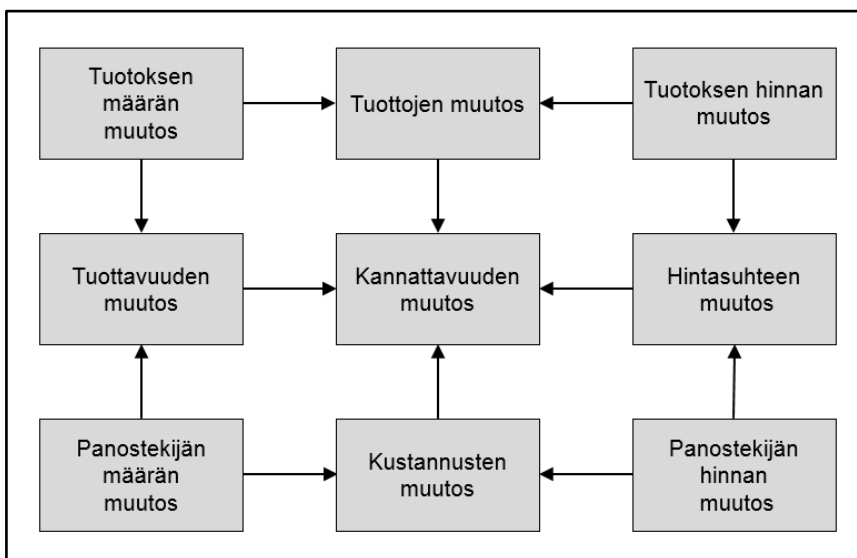 Tuotoksen
määrän
muutos
Tuottojen muutos
Tuotoksen hinnan
muutos
Tuottavuuden
muutos
Kannattavuuden
muutos
Hintasuhteen
muutos
Panostekijän
määrän
muutos
Kustannusten
muutos
Panostekijän
hinnan
muutos